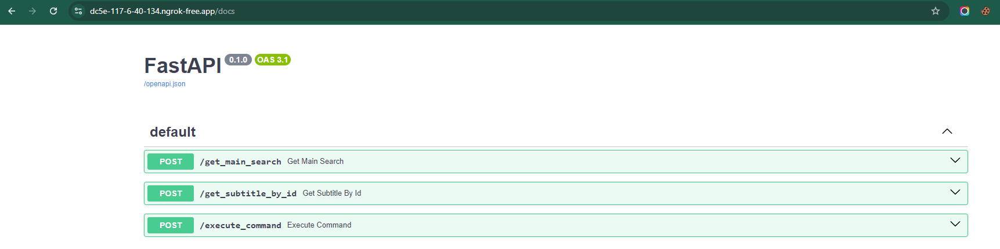 dc5e-117-6-40-134.ngrok-free.app/docs
FastAPI 0.1.0 OAS 3.1
/openapi.json
default
POST /get_main_search Get Main Search
POST /get_subtitle_by_id Get Subtitle By Id
POST /execute_command Execute Command